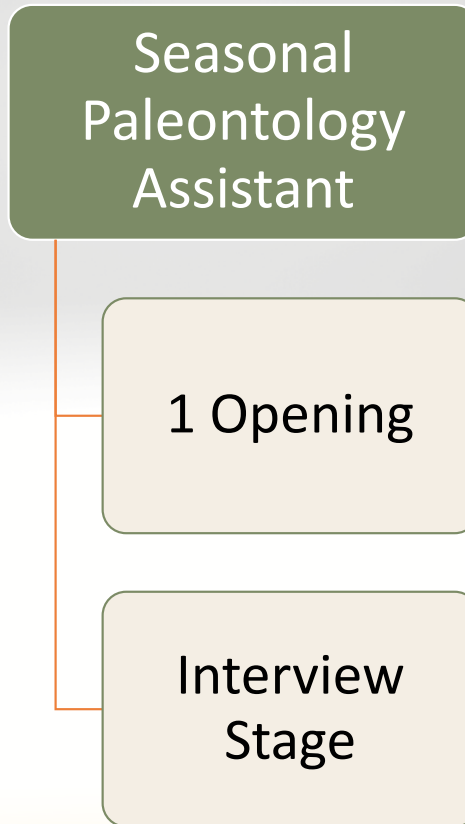 Seasonal
Paleontology
Assistant
1 Opening
Interview
Stage